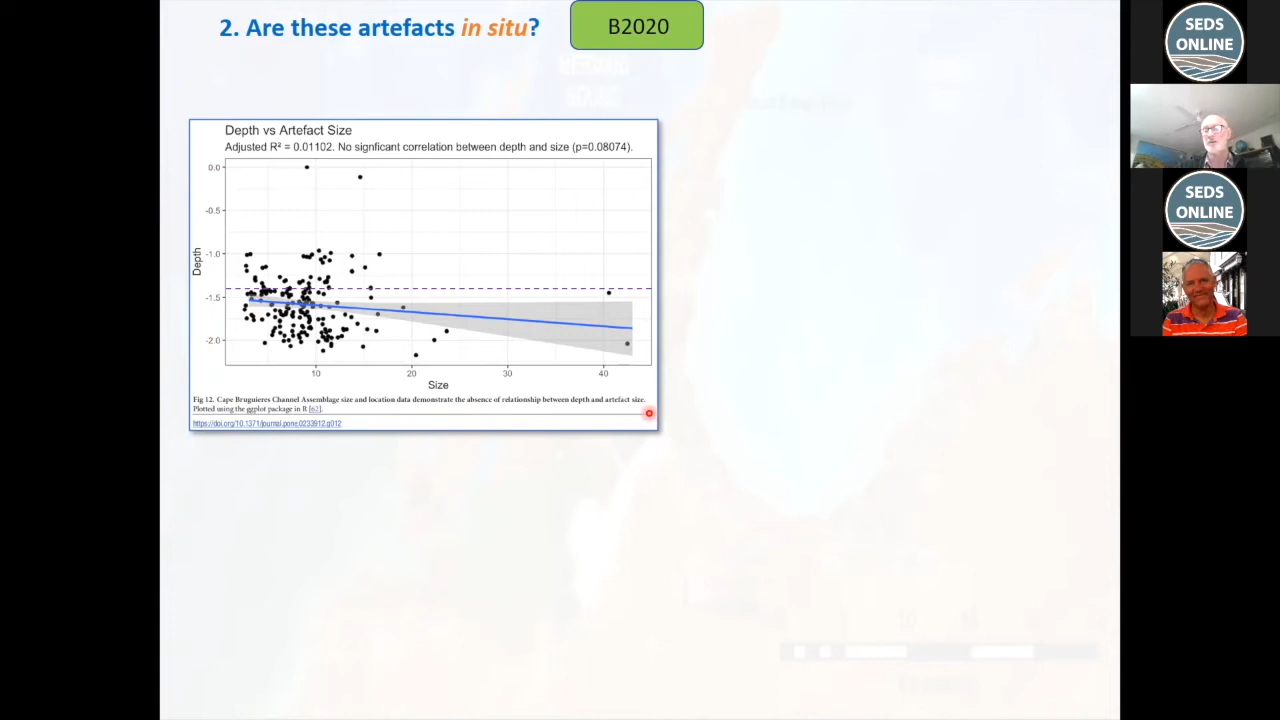 2. Are these artefacts in situ?
B2020
Depth vs Artefact Size
Adjusted R² = 0.01102. No signficant correlation between depth and size (p=0.08074).
0.0
-0.5
-1.0
-1.5
-2.0
Depth
10
20
30
40
Size
Fig 12. Cape Bruguieres Channel Assemblage size and location data demonstrate the absence of relationship between depth and artefact size.
Plotted using the ggplot package in R [62].
https://doi.org/10.1371/journal.pone.0233912.g012
SEDS
ONLINE
SEDS
ONLINE